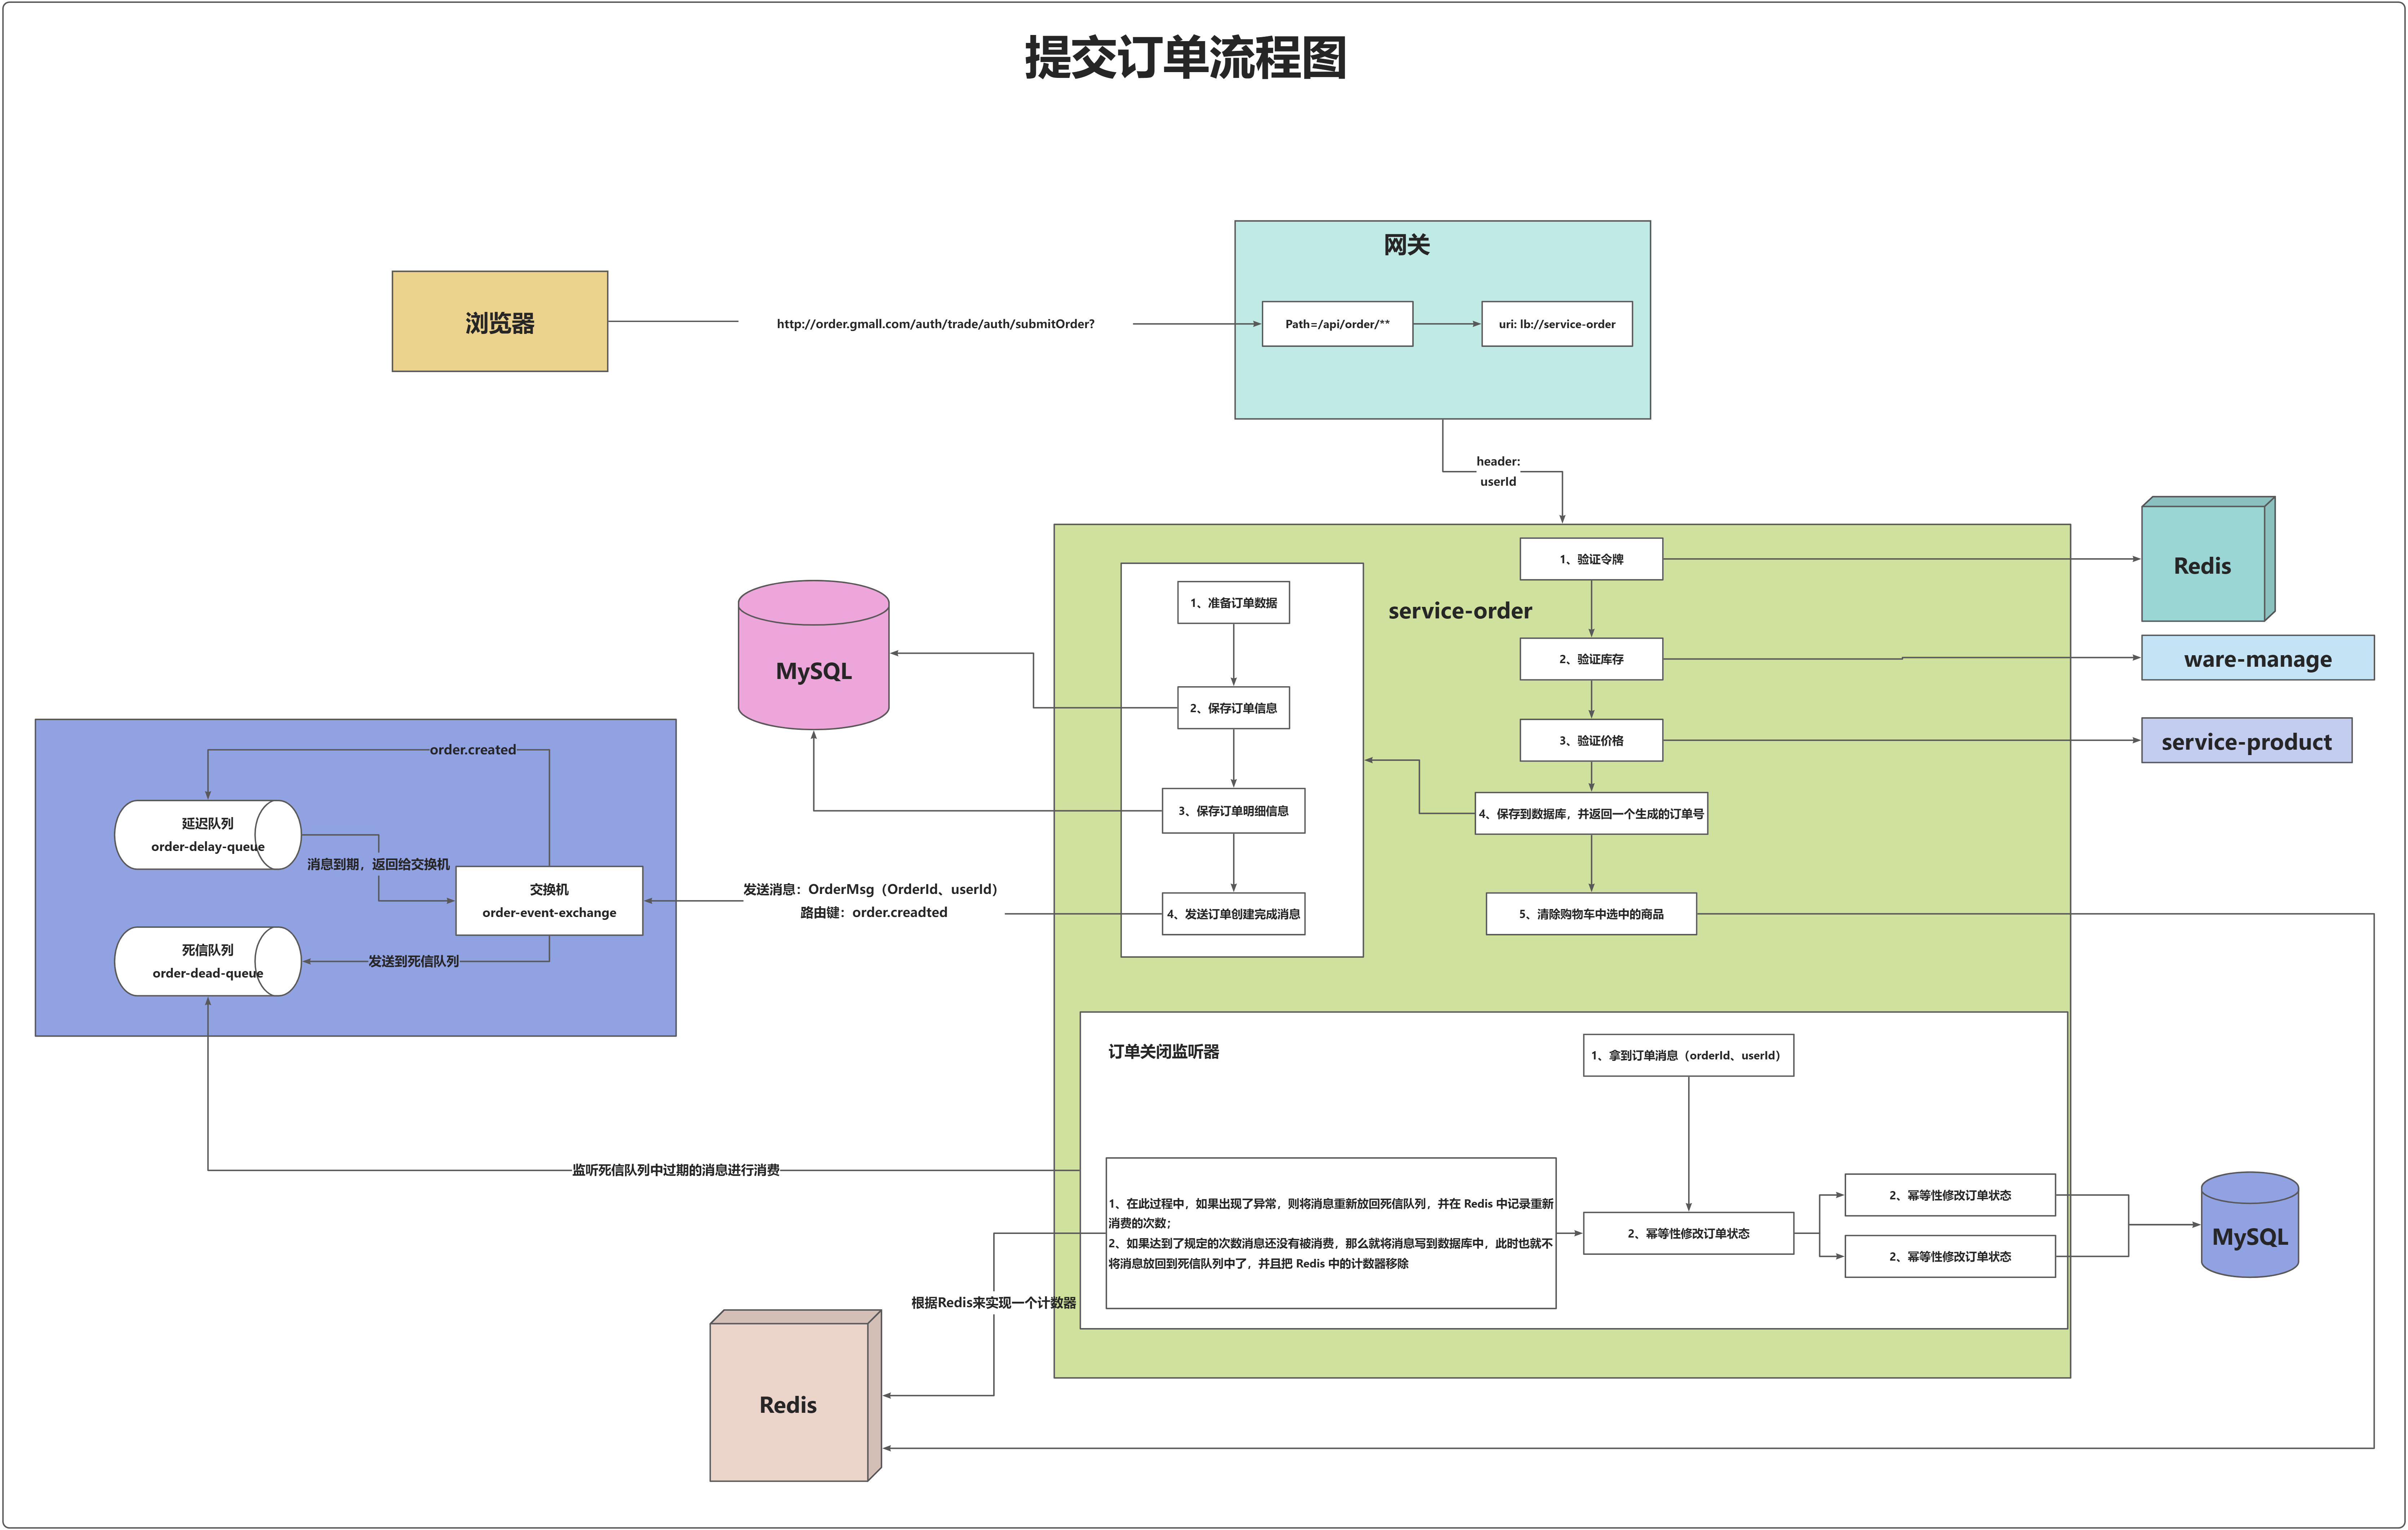 提交订单流程图
网关
浏览器
http://order.gmall.com/auth/trade/auth/submitOrder?
Path=/api/order/**
uri: lb://service-order
header:
userId
1、验证令牌
Redis
service-order
2、验证库存
ware-manage
3、验证价格
service-product
4、保存到数据库，并返回一个生成的订单号
5、清除购物车中选中的商品
1、准备订单数据
2、保存订单信息
3、保存订单明细信息
4、发送订单创建完成消息
MySQL
发送消息：OrderMsg（OrderId、userId）
路由键：order.creadted
order.created
延迟队列
order-delay-queue
消息到期，返回给交换机
交换机
order-event-exchange
死信队列
order-dead-queue
发送到死信队列
订单关闭监听器
1、拿到订单消息（orderId、userId）
监听死信队列中过期的消息进行消费
1、在此过程中，如果出现了异常，则将消息重新放回死信队列，并在 Redis 中记录重新
消费的次数；
2、如果达到了规定的次数消息还没有被消费，那么就将消息写到数据库中，此时也就不
将消息放回到死信队列中了，并且把 Redis 中的计数器移除
2、幂等性修改订单状态
2、幂等性修改订单状态
2、幂等性修改订单状态
MySQL
根据Redis来实现一个计数器
Redis